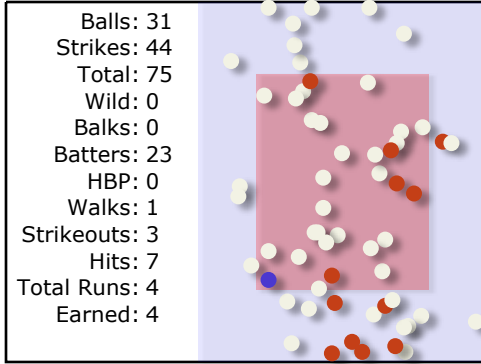 Balls: 31
Strikes: 44
Total: 75
Wild: 0
Balks: 0
Batters: 23
HBP: 0
Walks: 1
Strikeouts: 3
Hits: 7
Total Runs: 4
Earned: 4